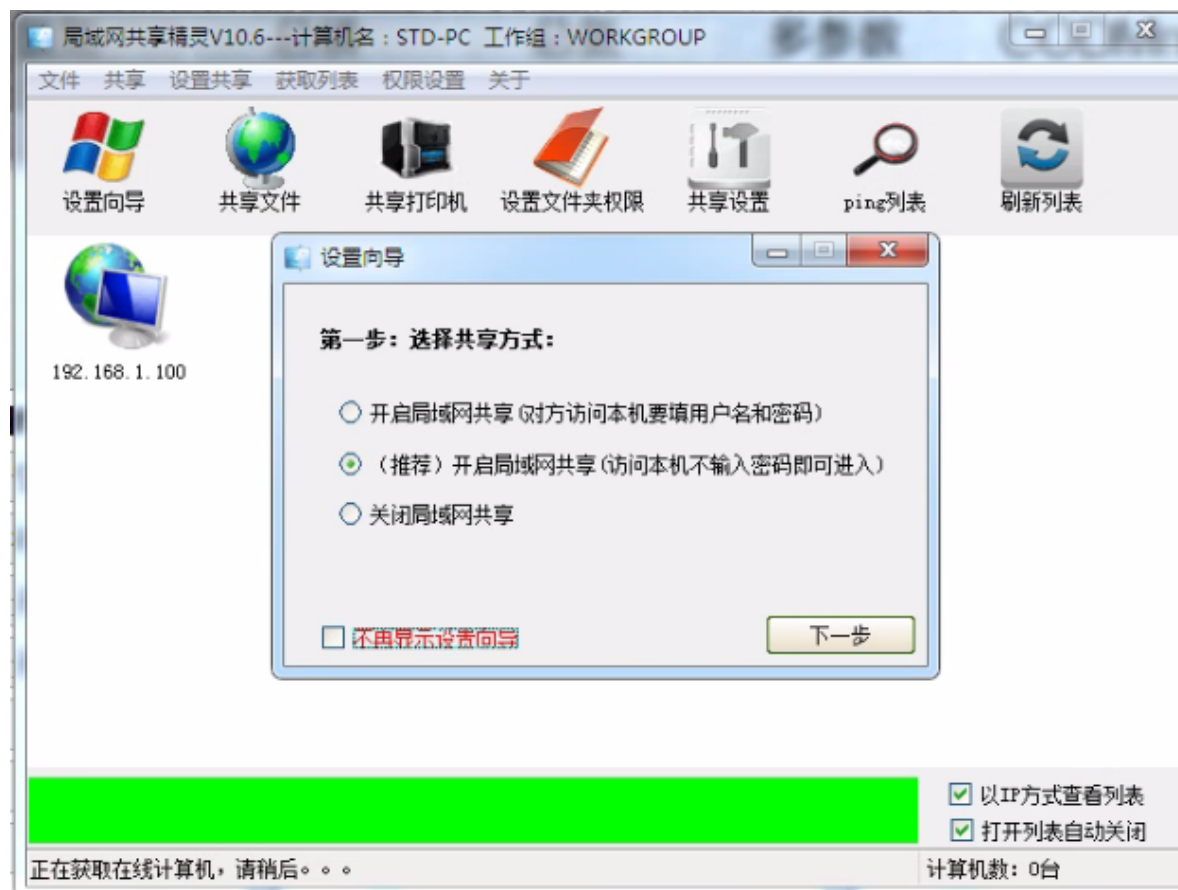 局域网共享精灵V10.6---计算机名：STD-PC 工作组：WORKGROUP
文件 共享 设置共享 获取列表 权限设置 关于
设置向导 共享文件 共享打印机 设置文件夹权限 共享设置 ping列表 刷新列表
192.168.1.100
设置向导
第一步：选择共享方式：
开启局域网共享(对方访问本机要填用户名和密码)
（推荐）开启局域网共享(访问本机不输入密码即可进入)
关闭局域网共享
不再显示设置向导
下一步
以IP方式查看列表
打开列表自动关闭
正在获取在线计算机，请稍后。。。
计算机数：0台